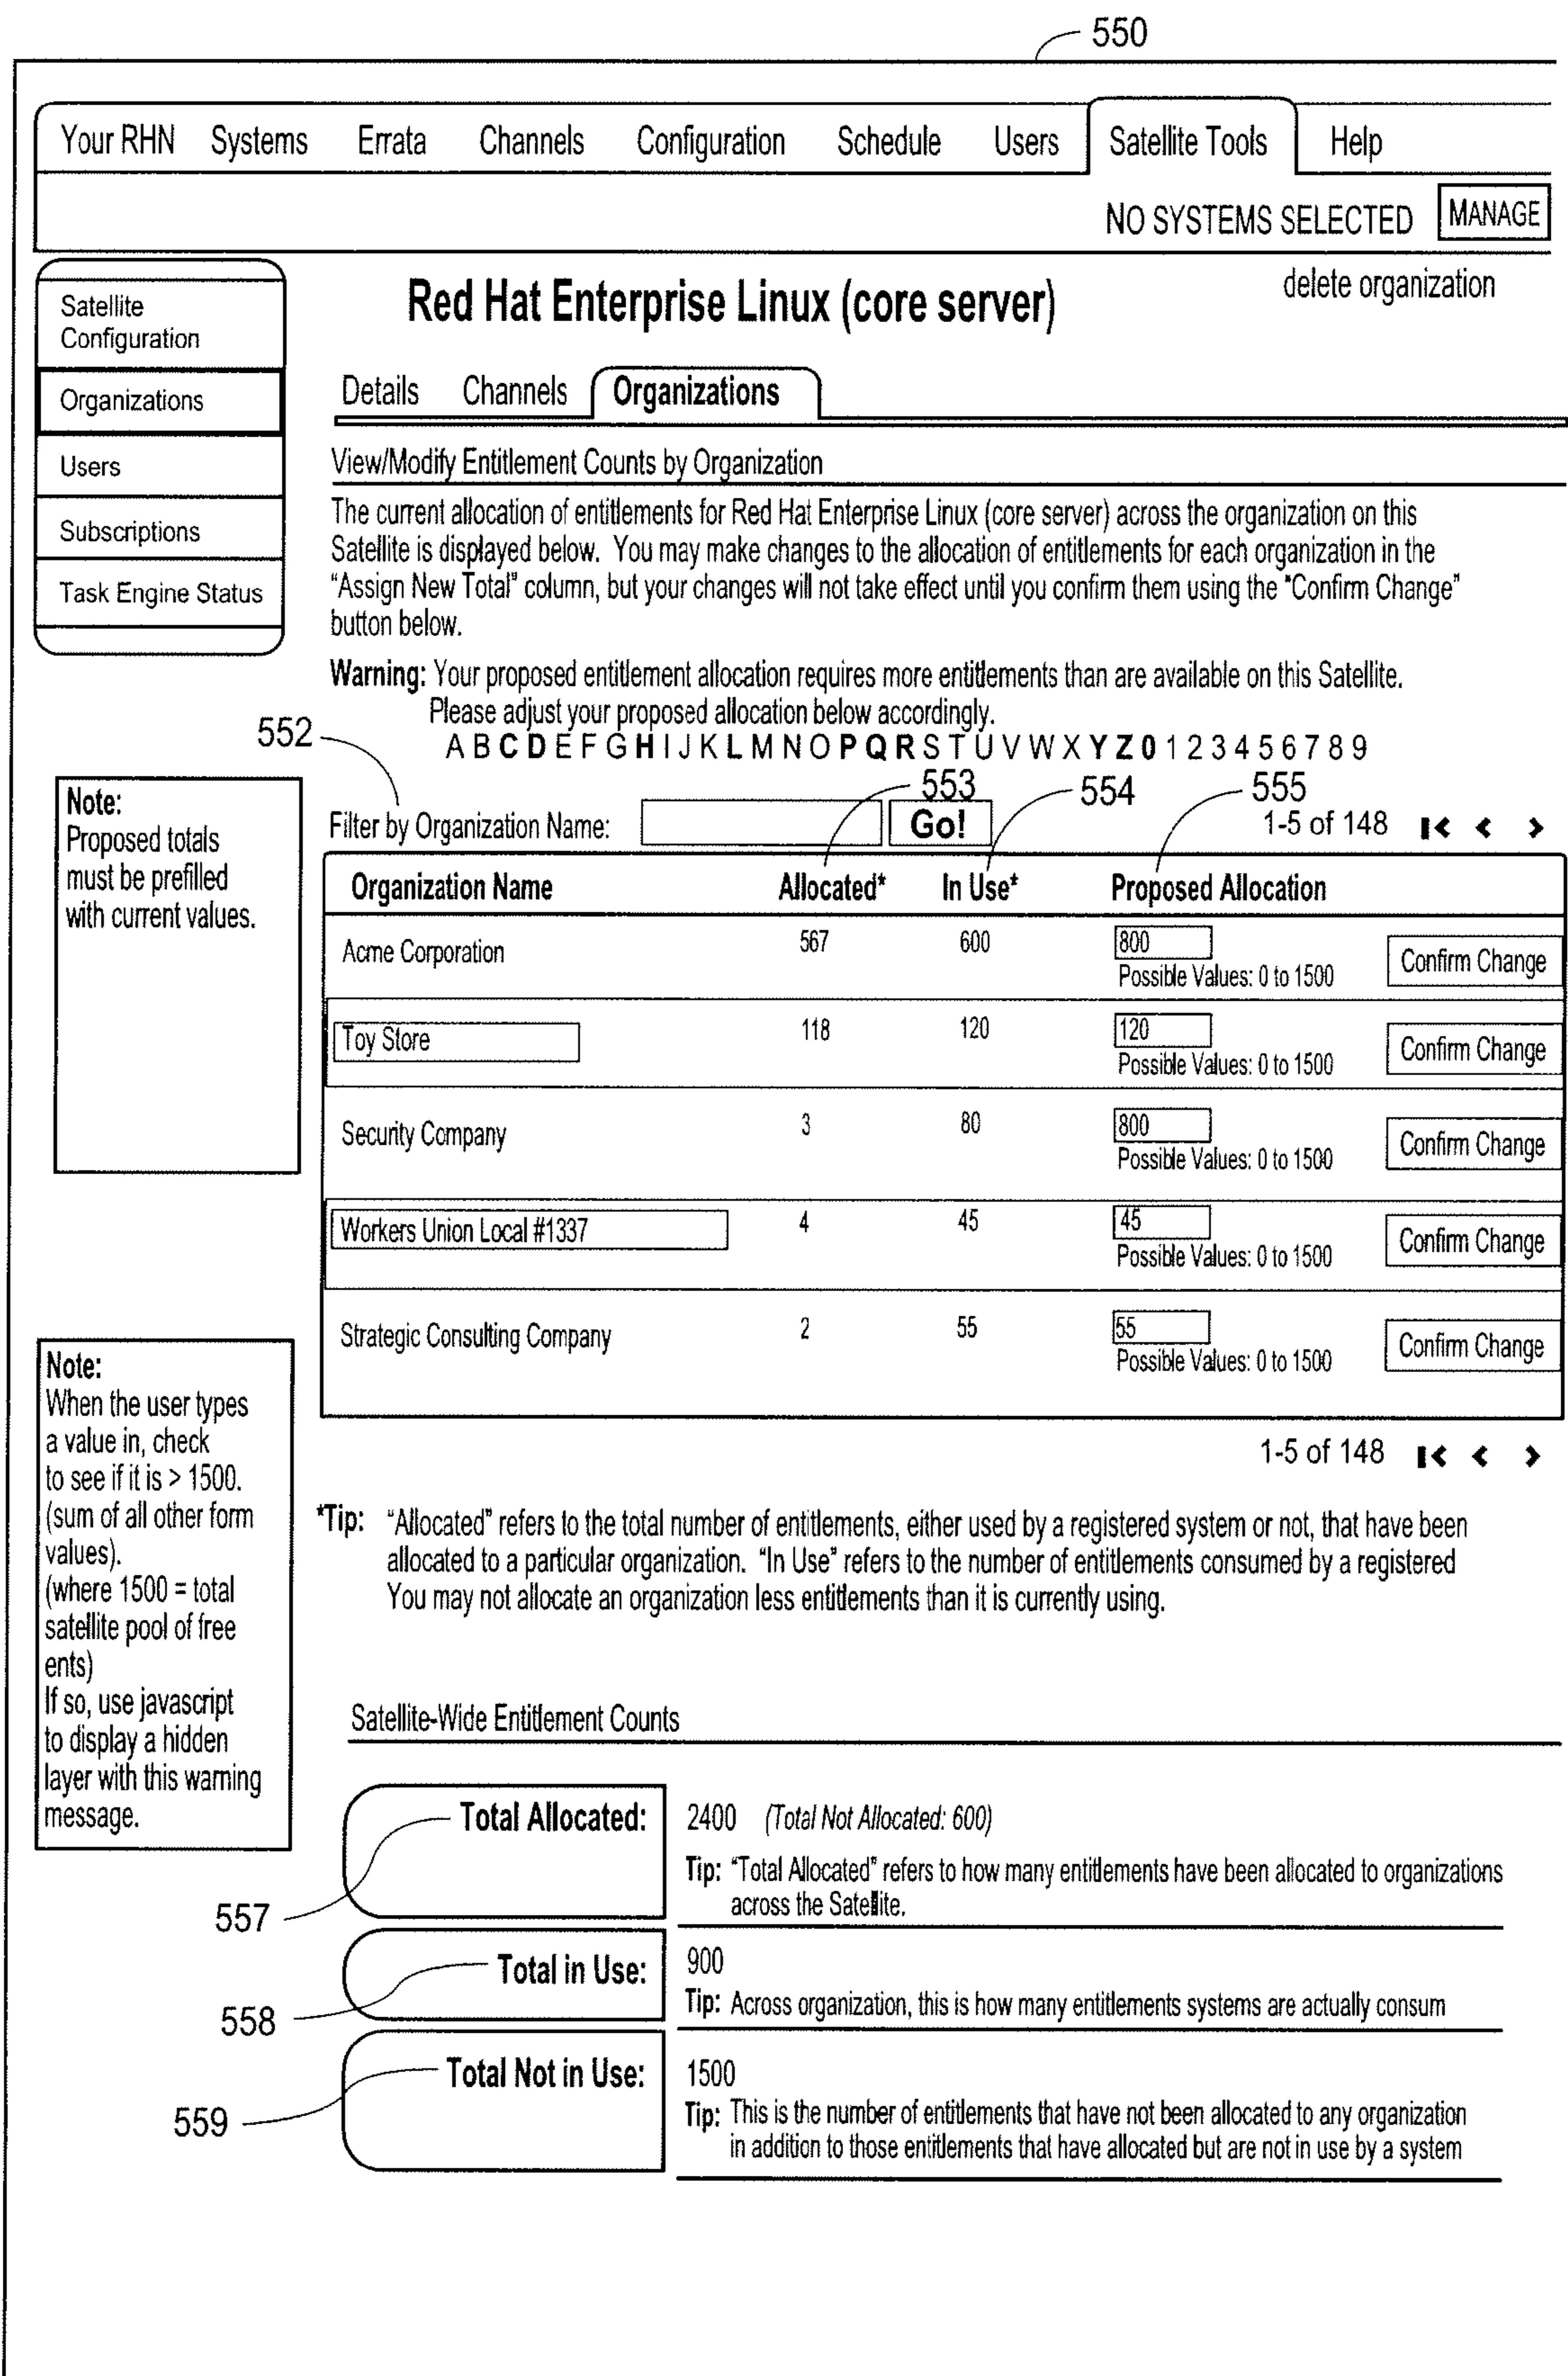 550
Your RHN Systems Errata Channels Configuration Schedule Users Satellite Tools Help
NO SYSTEMS SELECTED MANAGE
Satellite
Configuration
Organizations
Users
Subscriptions
Task Engine Status
Red Hat Enterprise Linux (core server)
delete organization
Details Channels Organizations
View/Modify Entitlement Counts by Organization
The current allocation of entitlements for Red Hat Enterprise Linux (core server) across the organization on this
Satellite is displayed below. You may make changes to the allocation of entitlements for each organization in the
"Assign New Total" column, but your changes will not take effect until you confirm them using the "Confirm Change"
button below.
Warning: Your proposed entitlement allocation requires more entitlements than are available on this Satellite.
Please adjust your proposed allocation below accordingly.
552
A B C D E F G H I J K L M N O P Q R S T U V W X Y Z 0 1 2 3 4 5 6 7 8 9
553 554 555
Note:
Proposed totals
must be prefilled
with current values.
Filter by Organization Name: Go! 1-5 of 148
Organization Name Allocated* In Use* Proposed Allocation
Acme Corporation 567 600 800 Confirm Change
Possible Values: 0 to 1500
Toy Store 118 120 120 Confirm Change
Possible Values: 0 to 1500
Security Company 3 80 800 Confirm Change
Possible Values: 0 to 1500
Workers Union Local #1337 4 45 45 Confirm Change
Possible Values: 0 to 1500
Strategic Consulting Company 2 55 55 Confirm Change
Possible Values: 0 to 1500
1-5 of 148
Note:
When the user types
a value in, check
to see if it is > 1500.
(sum of all other form
values).
(where 1500 = total
satellite pool of free
ents)
If so, use javascript
to display a hidden
layer with this warning
message.
*Tip: "Allocated" refers to the total number of entitlements, either used by a registered system or not, that have been
allocated to a particular organization. "In Use" refers to the number of entitlements consumed by a registered
You may not allocate an organization less entitlements than it is currently using.
Satellite-Wide Entitlement Counts
Total Allocated: 2400 (Total Not Allocated: 600)
Tip: "Total Allocated" refers to how many entitlements have been allocated to organizations
across the Satellite.
557
Total in Use: 900
Tip: Across organization, this is how many entitlements systems are actually consum
558
Total Not in Use: 1500
Tip: This is the number of entitlements that have not been allocated to any organization
in addition to those entitlements that have allocated but are not in use by a system
559